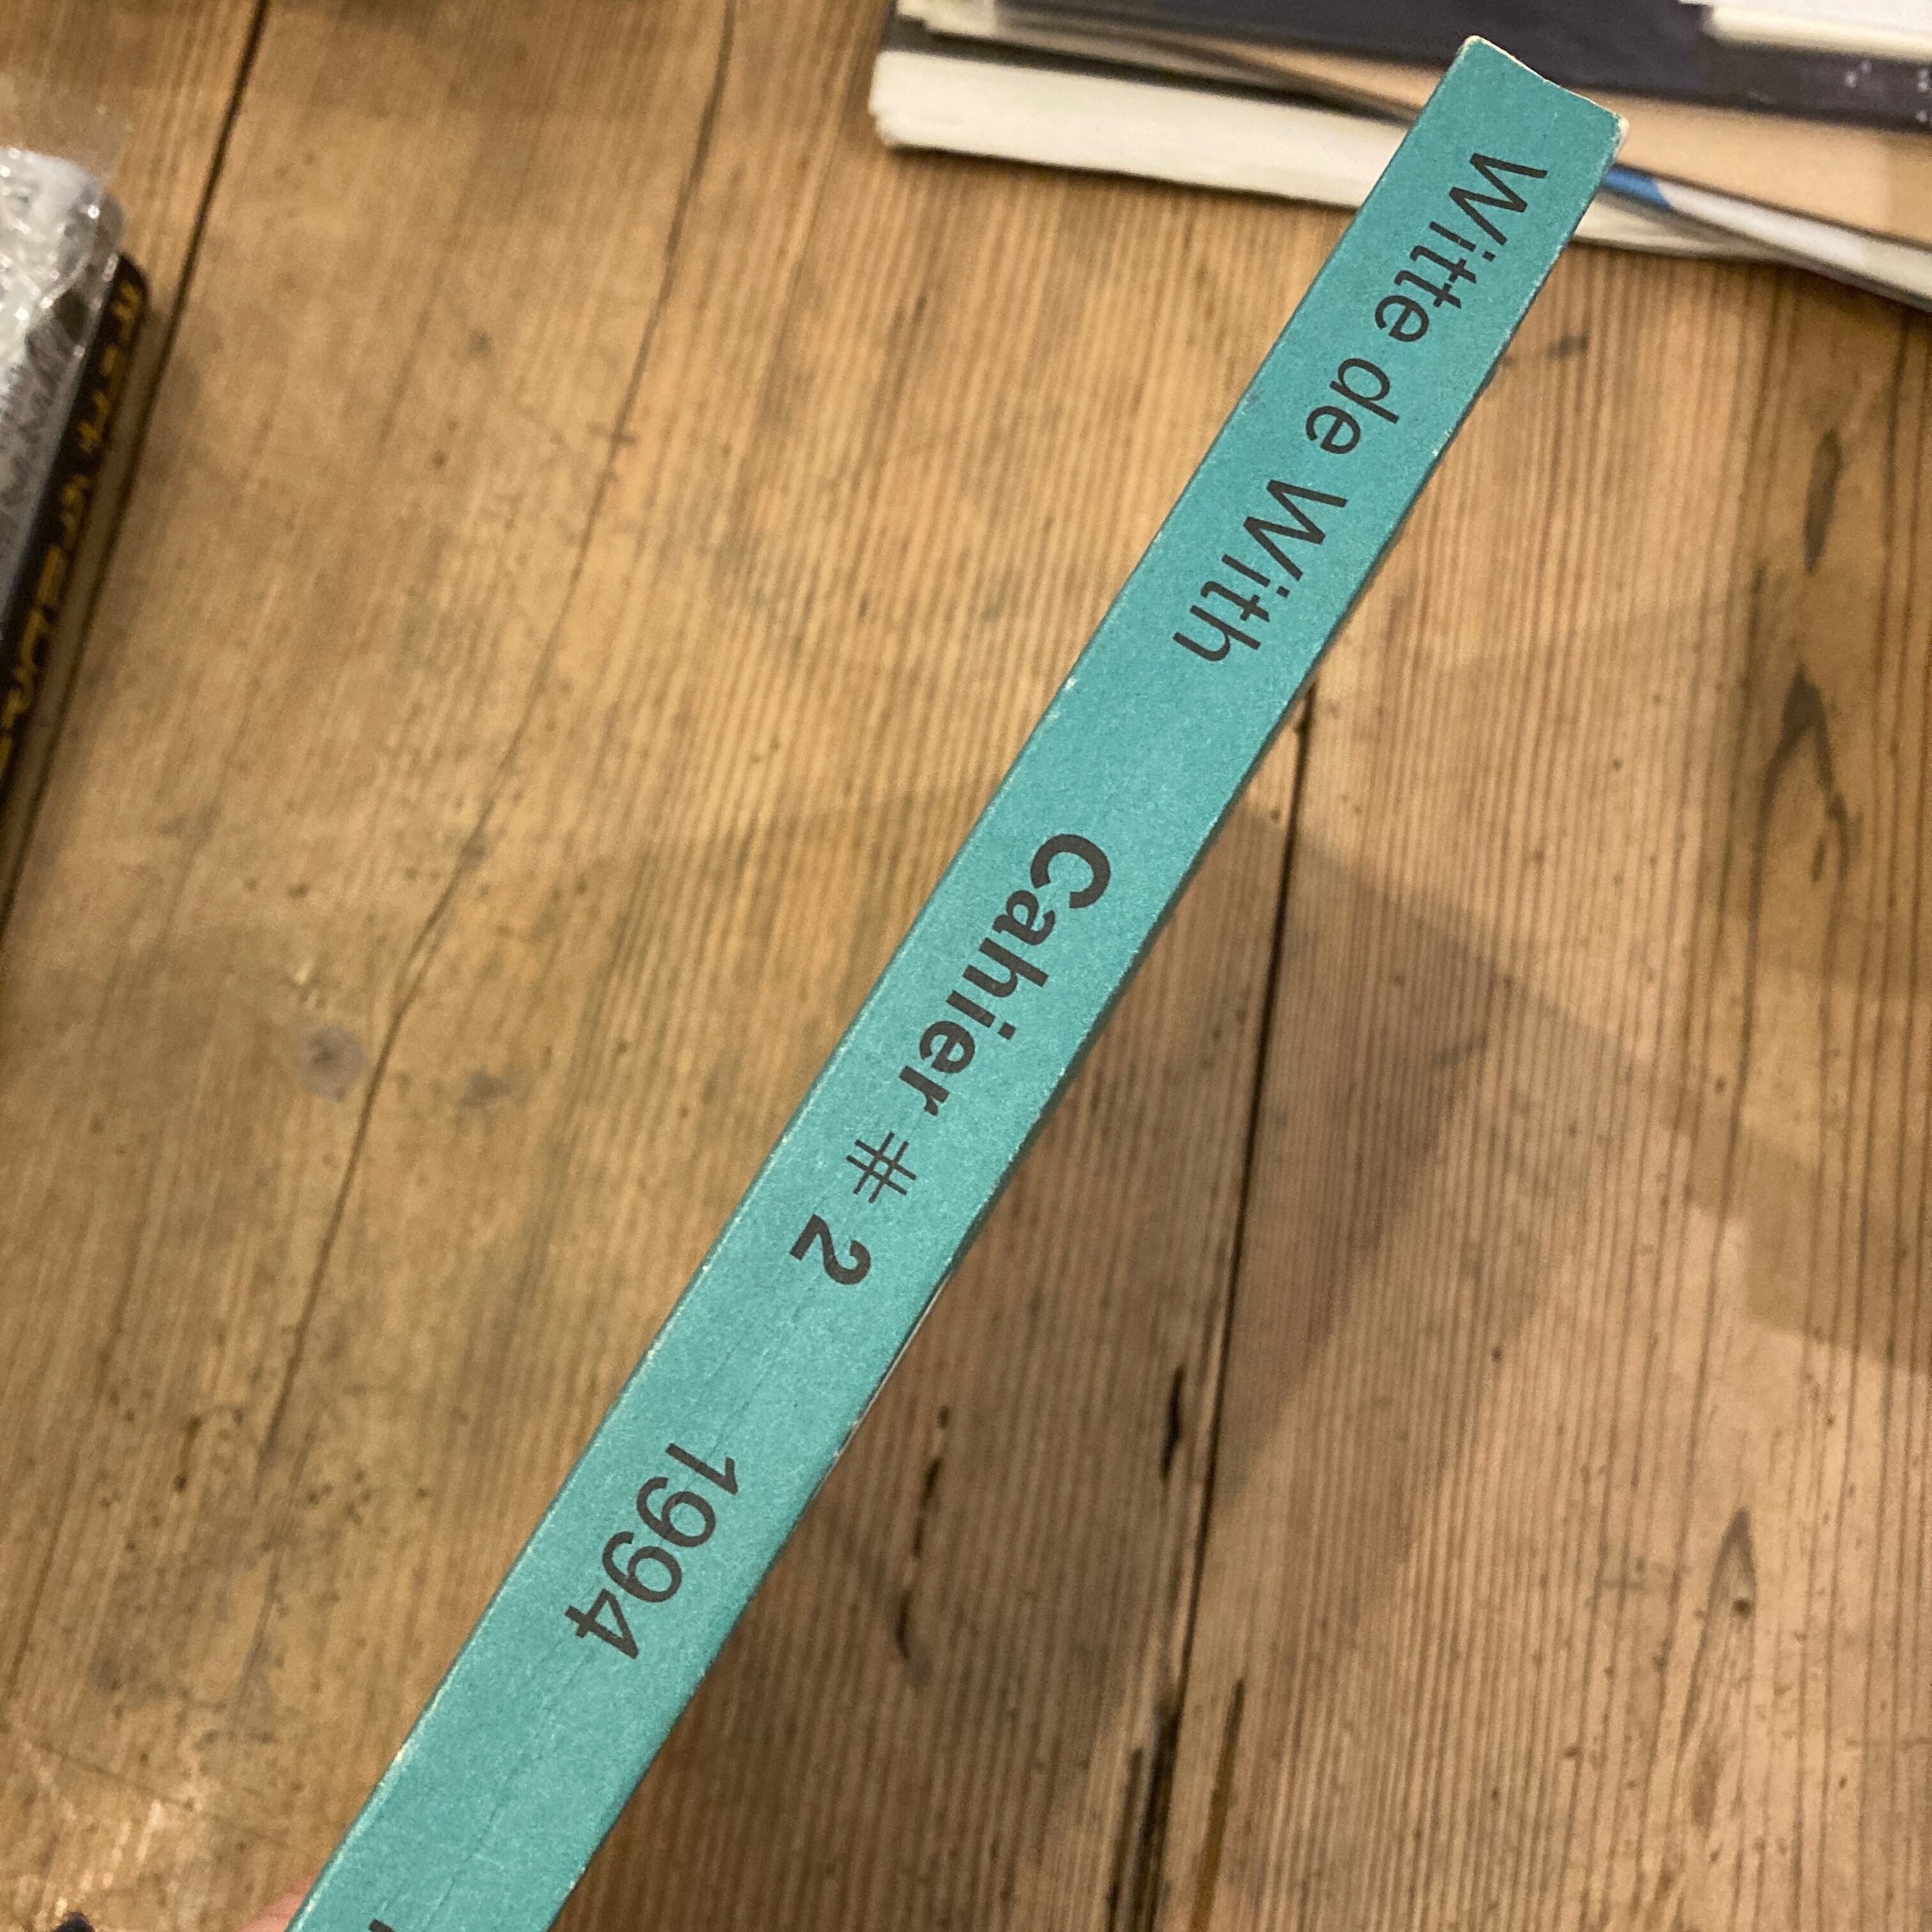 Witte de With Cahier # 2 1994